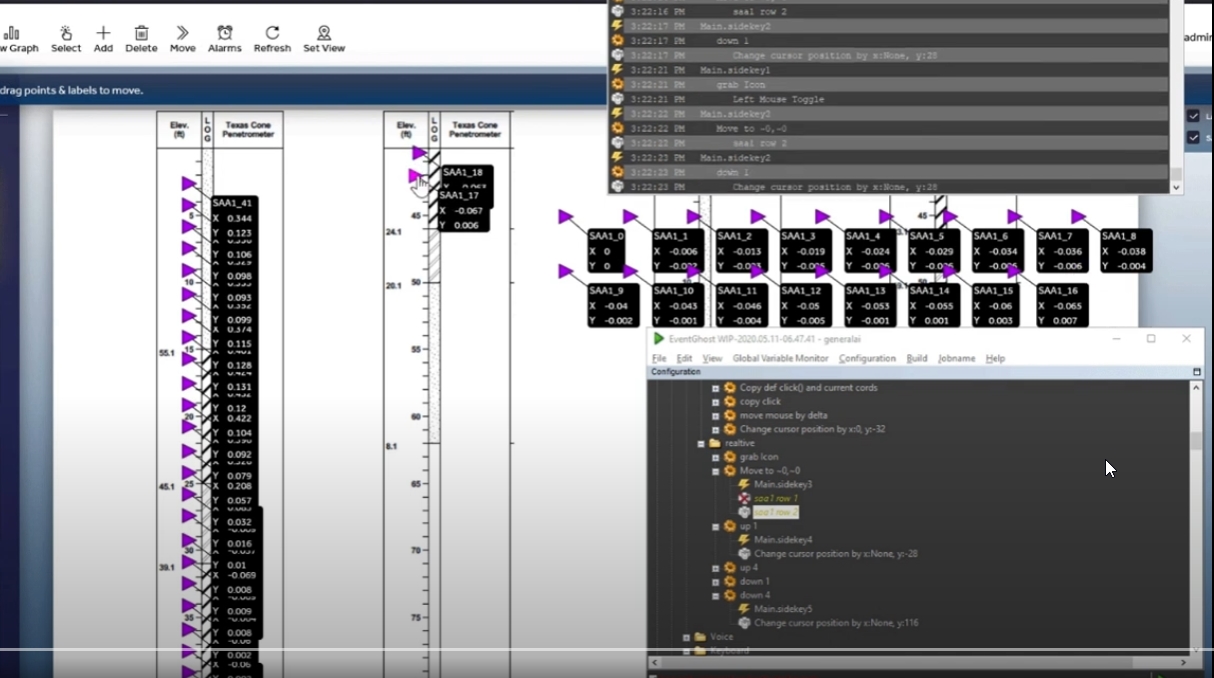 w Graph Select Add Delete Move Alarms Refresh Set View
drag points & labels to move.
admin
3:22:16 PM saa1 row 2
3:22:17 PM Main.sidekey2
3:22:17 PM down 1
3:22:17 PM Change cursor position by x:None, y:28
3:22:21 PM Main.sidekey1
3:22:21 PM grab Icon
3:22:21 PM Left Mouse Toggle
3:22:22 PM Main.sidekey3
3:22:22 PM Move to ~0,~0
3:22:22 PM saa1 row 2
3:22:23 PM Main.sidekey2
3:22:23 PM down 1
3:22:23 PM Change cursor position by x:None, y:28
Elev. (ft)
LOG
Texas Cone Penetrometer
5
10
15
20
25
30
35
55.1
45.1
39.1
SAA1_41
X 0.344
Y 0.123
Y 0.106
Y 0.098
Y 0.093
Y 0.099
X 0.374
Y 0.115
Y 0.128
Y 0.131
Y 0.12
X 0.422
Y 0.104
Y 0.092
Y 0.079
X 0.208
Y 0.057
Y 0.032
Y 0.016
Y 0.01
X -0.069
Y 0.008
Y 0.009
Y 0.008
Y 0.002
X -0.06
Elev. (ft)
LOG
Texas Cone Penetrometer
45
50
55
60
65
70
75
24.1
20.1
6.1
SAA1_18
SAA1_17
X -0.067
Y 0.006
45
SAA1_0 SAA1_1 SAA1_2 SAA1_3 SAA1_4 SAA1_5 SAA1_6 SAA1_7 SAA1_8
X 0 X -0.006 X -0.013 X -0.019 X -0.024 X -0.029 X -0.034 X -0.036 X -0.038
Y 0 Y -0.006 Y -0.006 Y -0.004
SAA1_9 SAA1_10 SAA1_11 SAA1_12 SAA1_13 SAA1_14 SAA1_15 SAA1_16
X -0.04 X -0.043 X -0.046 X -0.05 X -0.053 X -0.055 X -0.06 X -0.065
Y -0.002 Y -0.001 Y -0.004 Y -0.005 Y -0.001 Y 0.001 Y 0.003 Y 0.007
EventGhost WIP-2020.05.11-06.47.41 - generalai
File Edit View Global Variable Monitor Configuration Build Jobname Help
Configuration
Copy def click() and current cords
copy click
move mouse by delta
Change cursor position by x:0, y:-32
realtive
grab Icon
Move to ~0,~0
Main.sidekey3
saa1 row 1
saa1 row 2
up 1
Main.sidekey4
Change cursor position by x:None, y:-28
up 4
down 1
down 4
Main.sidekey5
Change cursor position by x:None, y:116
Voice
Keyboard